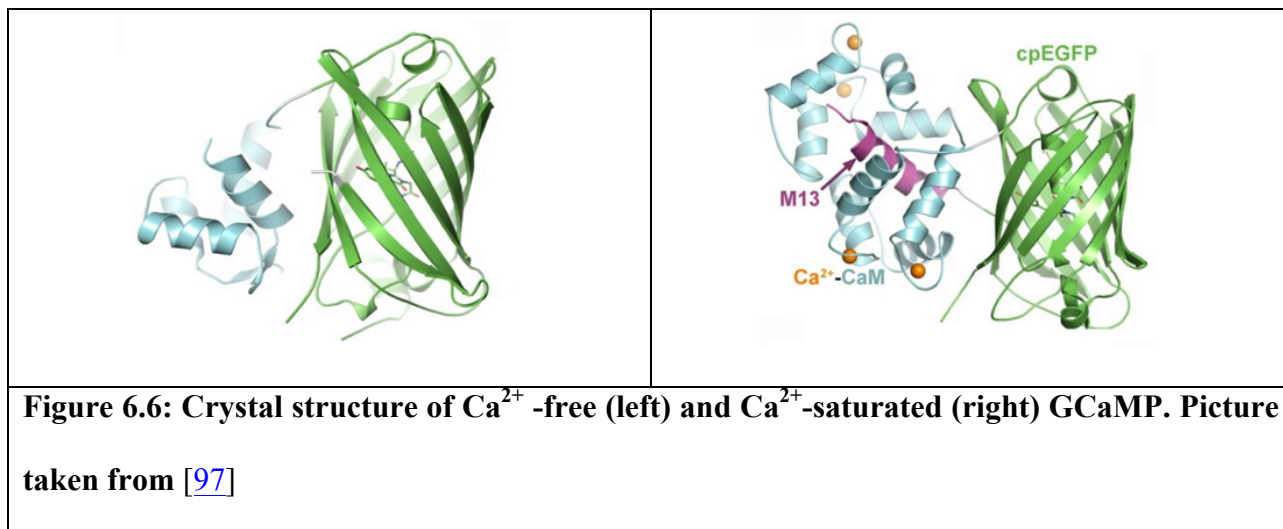 cpEGFP
M13
Ca²⁺-CaM
Figure 6.6: Crystal structure of Ca²⁺ -free (left) and Ca²⁺-saturated (right) GCaMP. Picture
taken from [97]